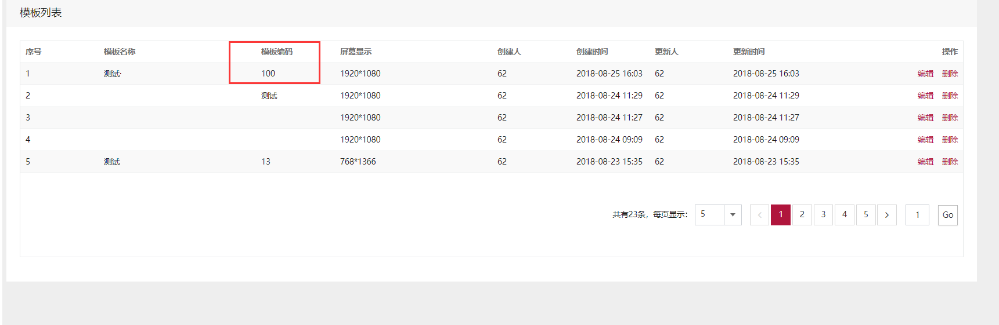 模板列表
序号 模板名称 模板编码 屏幕显示 创建人 创建时间 更新人 更新时间 操作
1 测试· 100 1920*1080 62 2018-08-25 16:03 62 2018-08-25 16:03 编辑 删除
2 测试 1920*1080 62 2018-08-24 11:29 62 2018-08-24 11:29 编辑 删除
3 1920*1080 62 2018-08-24 11:27 62 2018-08-24 11:27 编辑 删除
4 1920*1080 62 2018-08-24 09:09 62 2018-08-24 09:09 编辑 删除
5 测试 13 768*1366 62 2018-08-23 15:35 62 2018-08-23 15:35 编辑 删除
共有23条，每页显示： 5 < 1 2 3 4 5 > 1 Go